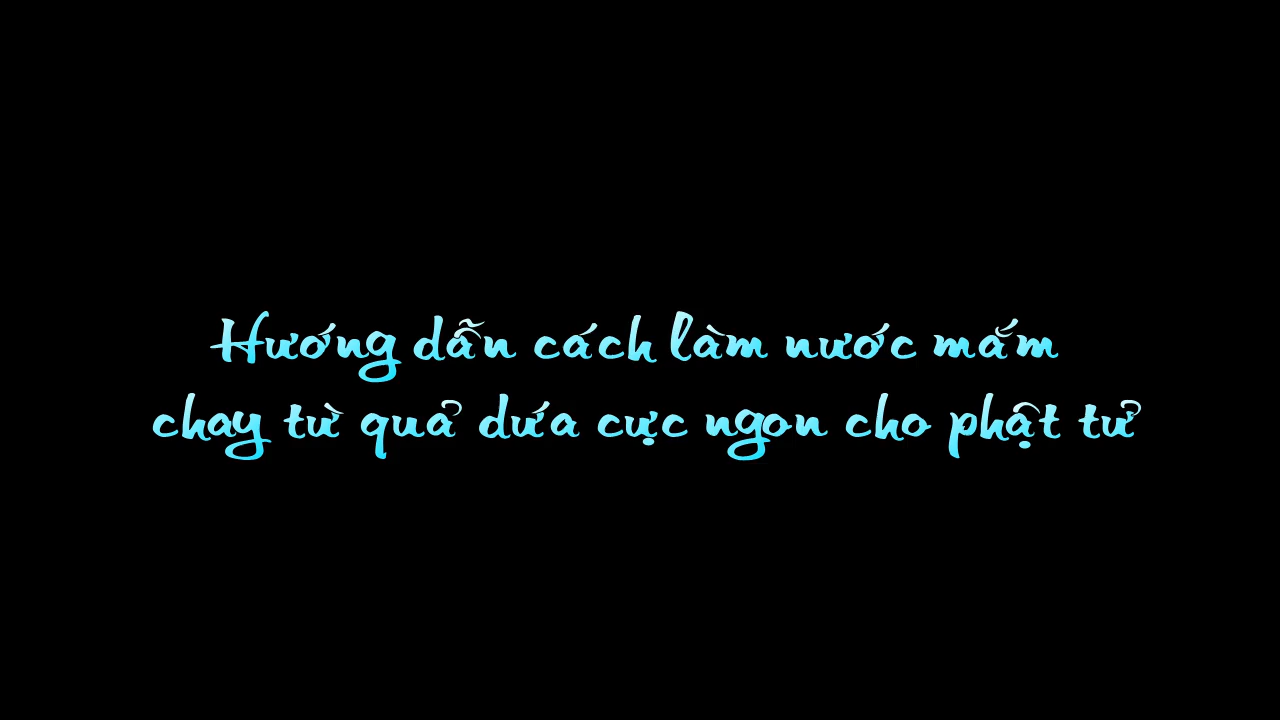 Hướng dẫn cách làm nước mắm
chay từ quả dứa cực ngon cho phật tử